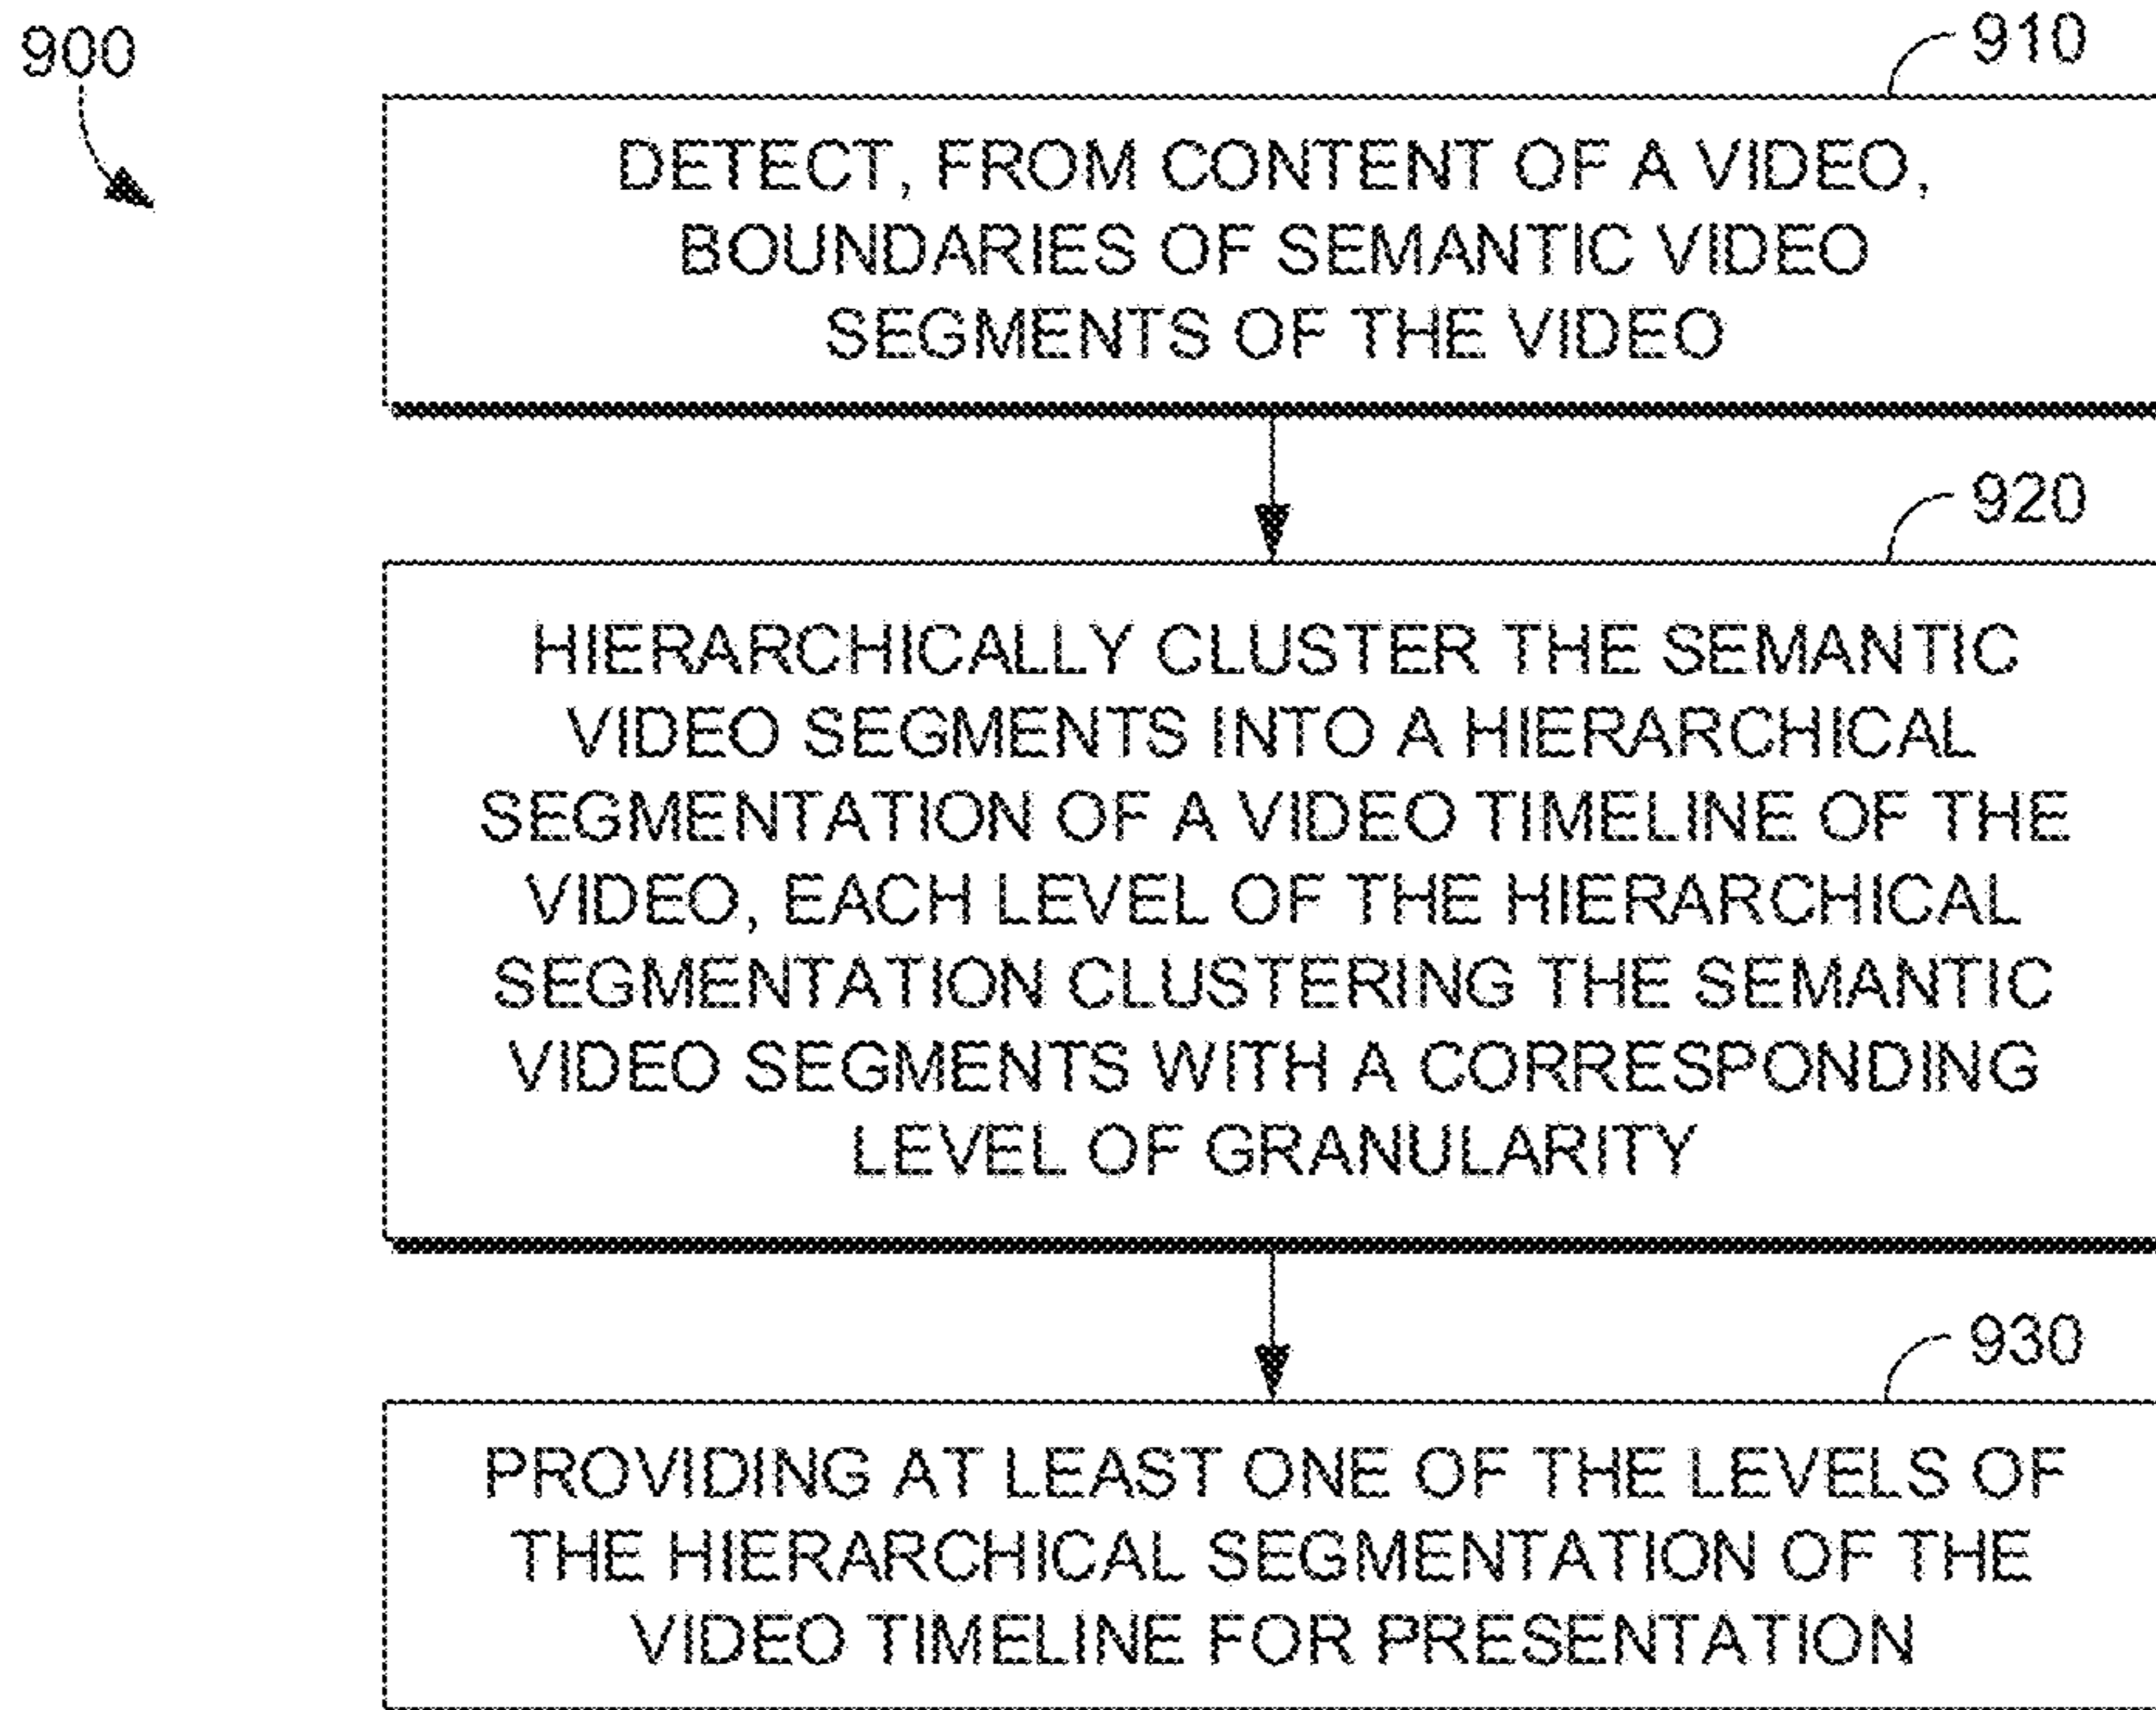 900
910
DETECT, FROM CONTENT OF A VIDEO,
BOUNDARIES OF SEMANTIC VIDEO
SEGMENTS OF THE VIDEO
920
HIERARCHICALLY CLUSTER THE SEMANTIC
VIDEO SEGMENTS INTO A HIERARCHICAL
SEGMENTATION OF A VIDEO TIMELINE OF THE
VIDEO, EACH LEVEL OF THE HIERARCHICAL
SEGMENTATION CLUSTERING THE SEMANTIC
VIDEO SEGMENTS WITH A CORRESPONDING
LEVEL OF GRANULARITY
930
PROVIDING AT LEAST ONE OF THE LEVELS OF
THE HIERARCHICAL SEGMENTATION OF THE
VIDEO TIMELINE FOR PRESENTATION